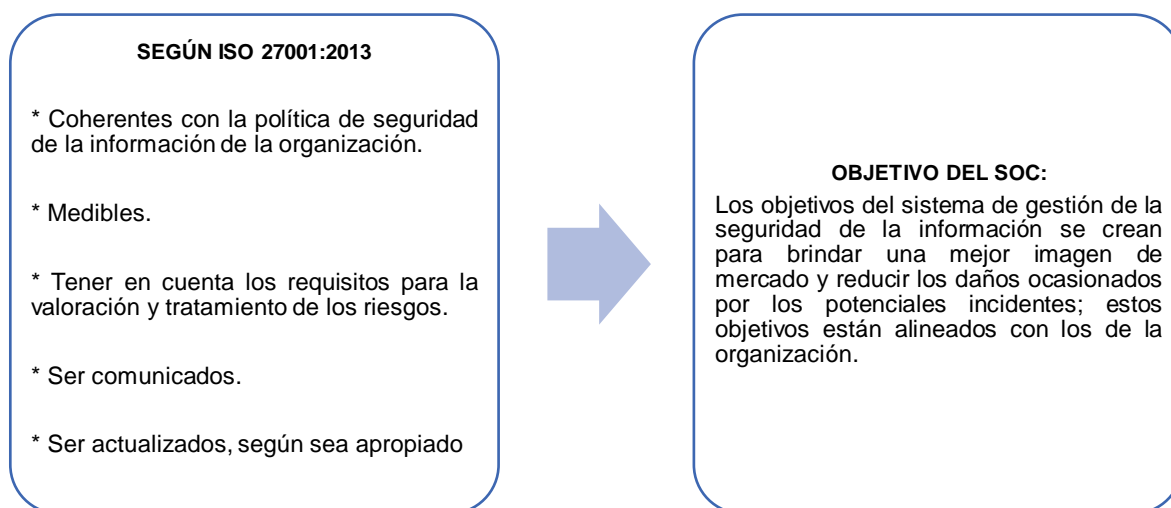 SEGÚN ISO 27001:2013
* Coherentes con la política de seguridad
de la información de la organización.
* Medibles.
* Tener en cuenta los requisitos para la
valoración y tratamiento de los riesgos.
* Ser comunicados.
* Ser actualizados, según sea apropiado
OBJETIVO DEL SOC:
Los objetivos del sistema de gestión de la
seguridad de la información se crean
para brindar una mejor imagen de
mercado y reducir los daños ocasionados
por los potenciales incidentes; estos
objetivos están alineados con los de la
organización.